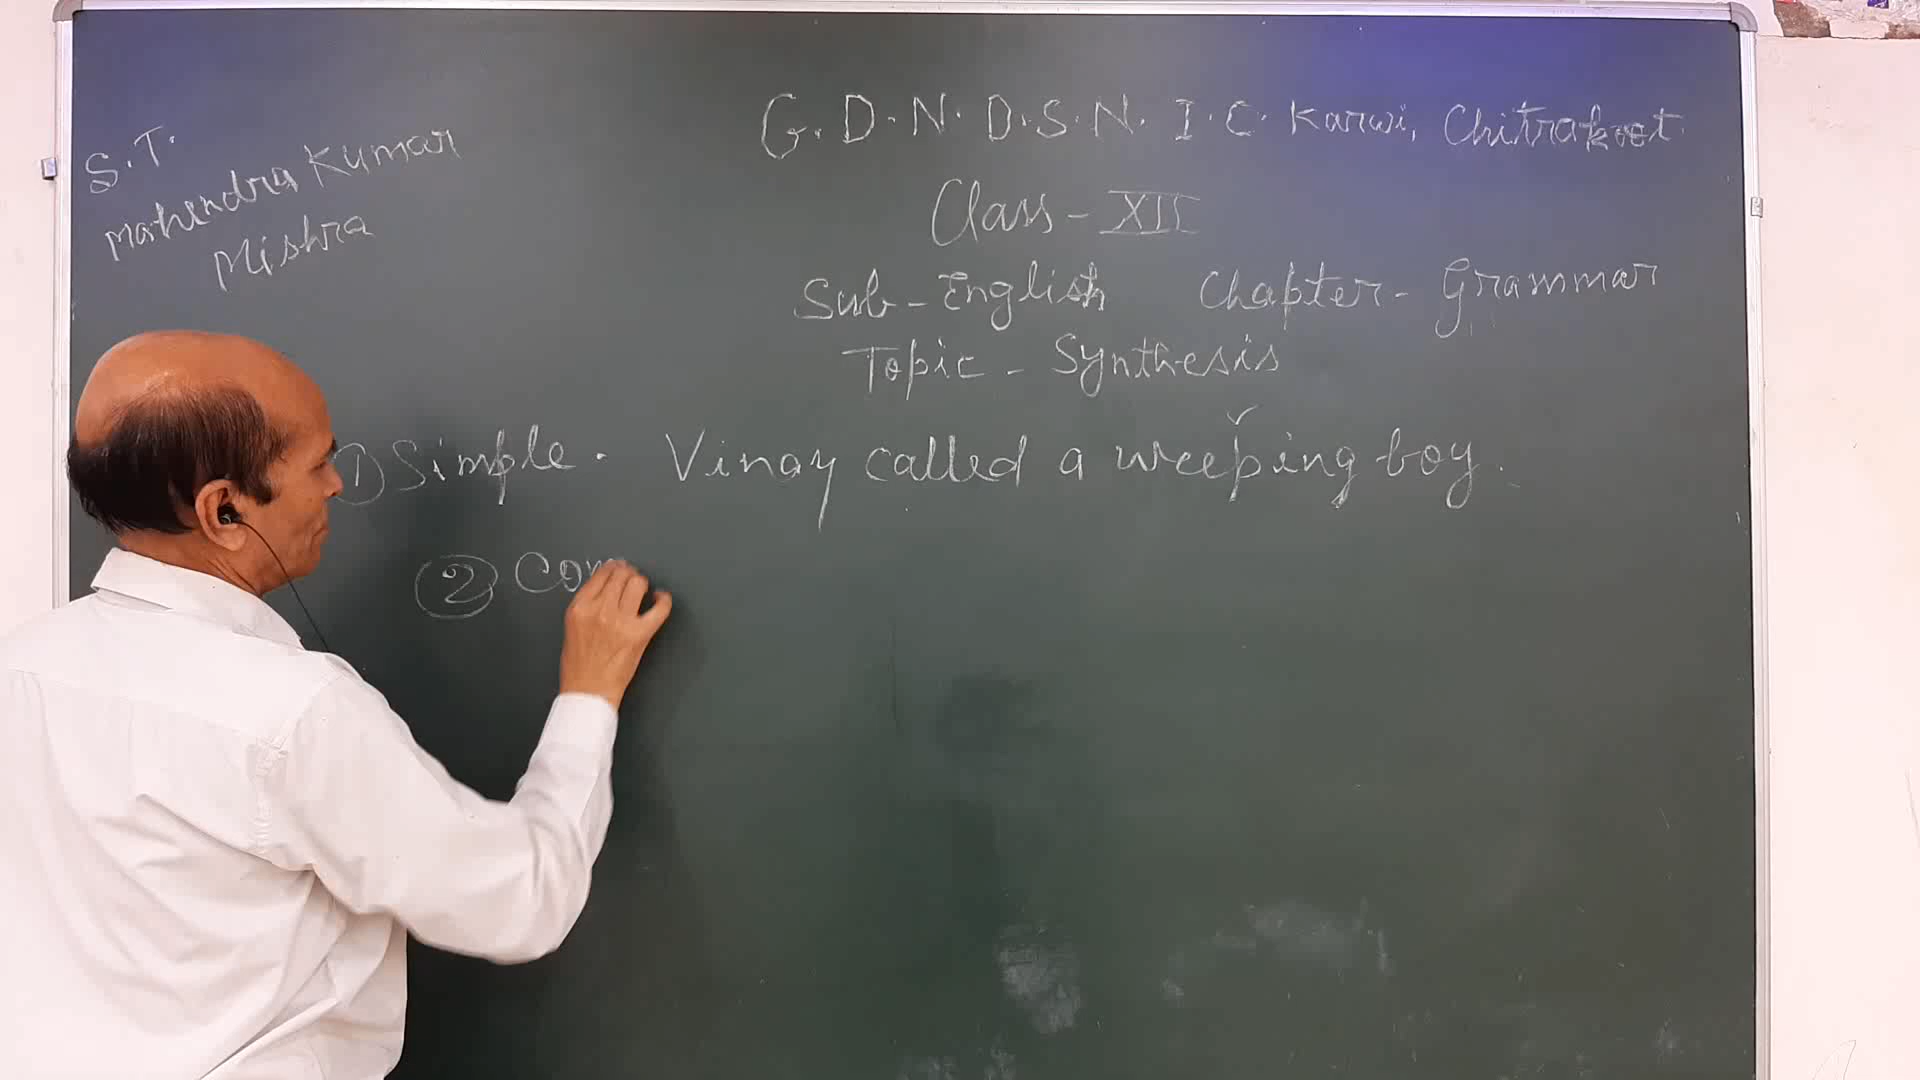 S.T.
Mahendra Kumar
Mishra
G.D.N.D.S.N.I.C. Karwi, Chitrakoot.
Class - XII
Sub - English Chapter - Grammar
Topic - Synthesis
1) Simple. Vinay called a weeping boy.
2 Com